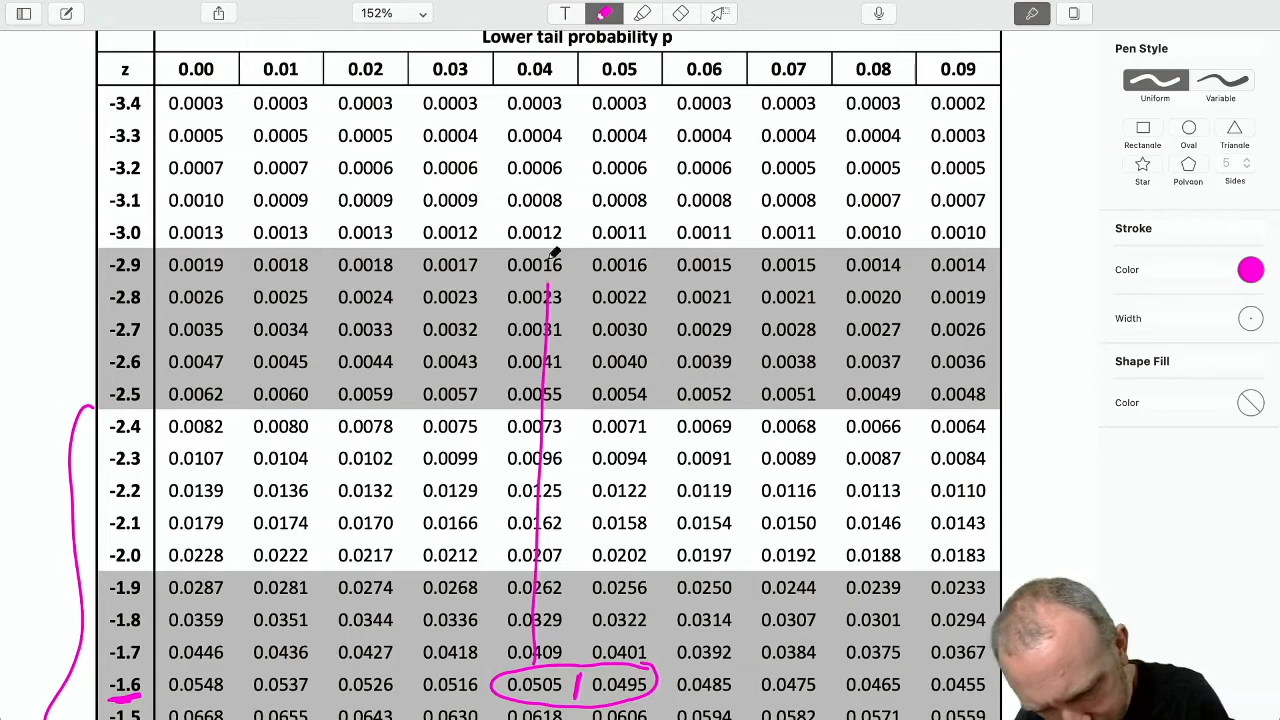 152%
T
Lower tail probability p
z 0.00 0.01 0.02 0.03 0.04 0.05 0.06 0.07 0.08 0.09
-3.4 0.0003 0.0003 0.0003 0.0003 0.0003 0.0003 0.0003 0.0003 0.0003 0.0002
-3.3 0.0005 0.0005 0.0005 0.0004 0.0004 0.0004 0.0004 0.0004 0.0004 0.0003
-3.2 0.0007 0.0007 0.0006 0.0006 0.0006 0.0006 0.0006 0.0005 0.0005 0.0005
-3.1 0.0010 0.0009 0.0009 0.0009 0.0008 0.0008 0.0008 0.0008 0.0007 0.0007
-3.0 0.0013 0.0013 0.0013 0.0012 0.0012 0.0011 0.0011 0.0011 0.0010 0.0010
-2.9 0.0019 0.0018 0.0018 0.0017 0.0016 0.0016 0.0015 0.0015 0.0014 0.0014
-2.8 0.0026 0.0025 0.0024 0.0023 0.0023 0.0022 0.0021 0.0021 0.0020 0.0019
-2.7 0.0035 0.0034 0.0033 0.0032 0.0031 0.0030 0.0029 0.0028 0.0027 0.0026
-2.6 0.0047 0.0045 0.0044 0.0043 0.0041 0.0040 0.0039 0.0038 0.0037 0.0036
-2.5 0.0062 0.0060 0.0059 0.0057 0.0055 0.0054 0.0052 0.0051 0.0049 0.0048
-2.4 0.0082 0.0080 0.0078 0.0075 0.0073 0.0071 0.0069 0.0068 0.0066 0.0064
-2.3 0.0107 0.0104 0.0102 0.0099 0.0096 0.0094 0.0091 0.0089 0.0087 0.0084
-2.2 0.0139 0.0136 0.0132 0.0129 0.0125 0.0122 0.0119 0.0116 0.0113 0.0110
-2.1 0.0179 0.0174 0.0170 0.0166 0.0162 0.0158 0.0154 0.0150 0.0146 0.0143
-2.0 0.0228 0.0222 0.0217 0.0212 0.0207 0.0202 0.0197 0.0192 0.0188 0.0183
-1.9 0.0287 0.0281 0.0274 0.0268 0.0262 0.0256 0.0250 0.0244 0.0239 0.0233
-1.8 0.0359 0.0351 0.0344 0.0336 0.0329 0.0322 0.0314 0.0307 0.0301 0.0294
-1.7 0.0446 0.0436 0.0427 0.0418 0.0409 0.0401 0.0392 0.0384 0.0375 0.0367
-1.6 0.0548 0.0537 0.0526 0.0516 0.0505 0.0495 0.0485 0.0475 0.0465 0.0455
-1.5 0.0668 0.0655 0.0643 0.0630 0.0618 0.0606 0.0594 0.0582 0.0571 0.0559
Pen Style
Uniform Variable
Rectangle Oval Triangle
5
Star Polygon Sides
Stroke
Color
Width
Shape Fill
Color